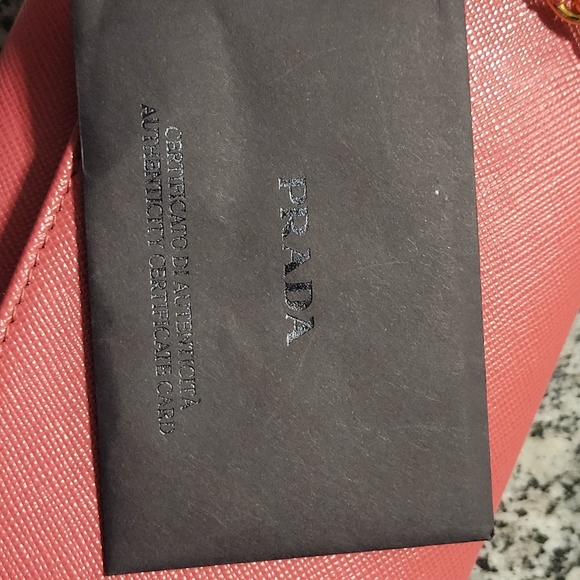 PRADA
CERTIFICATO DI AUTENTICITÀ
AUTHENTICITY CERTIFICATE CARD